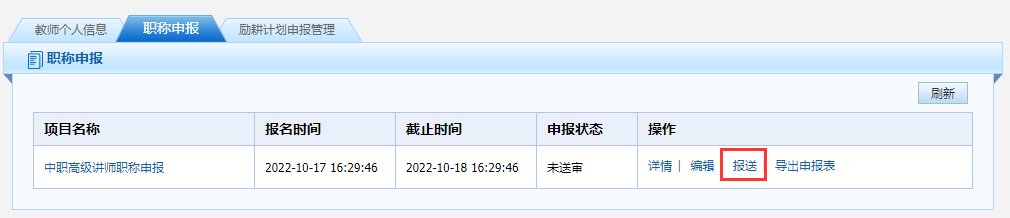 教师个人信息 职称申报 励耕计划申报管理
职称申报
刷新
项目名称 报名时间 截止时间 申报状态 操作
中职高级讲师职称申报 2022-10-17 16:29:46 2022-10-18 16:29:46 未送审 详情 | 编辑 报送 导出申报表